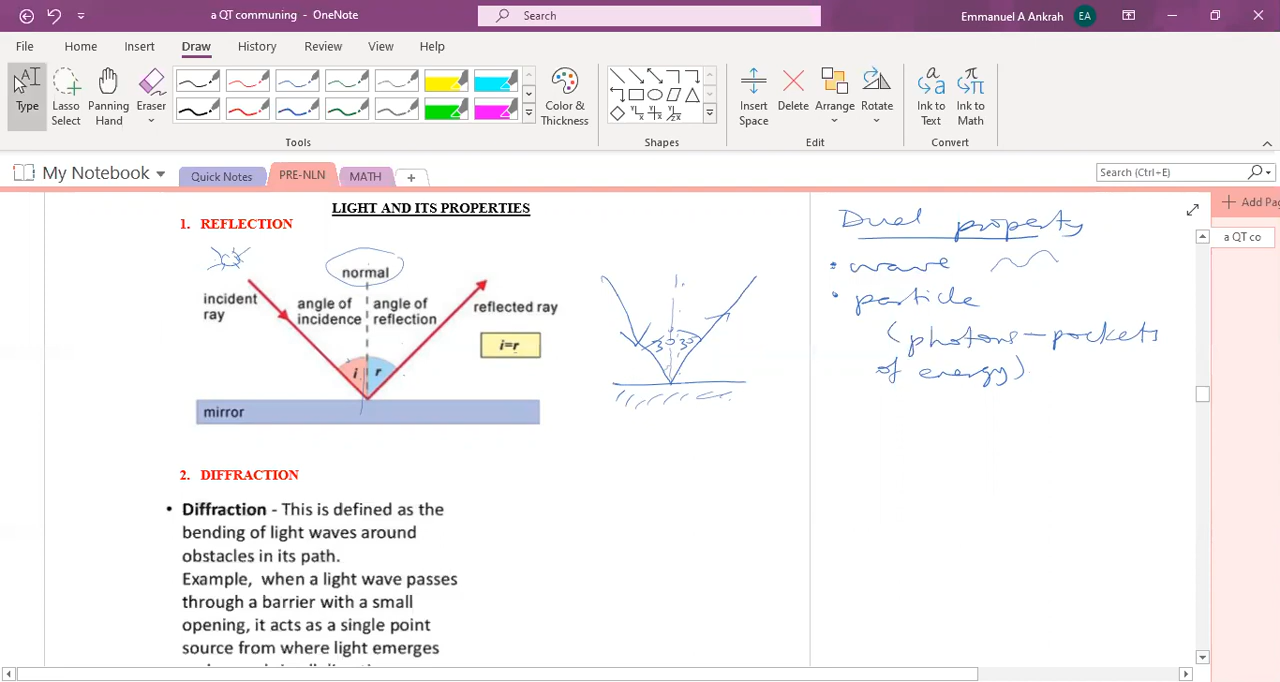 a QT communing - OneNote
Search
Emmanuel A Ankrah
EA
File Home Insert Draw History Review View Help
Type
Lasso Select
Panning Hand
Eraser
Color & Thickness
Insert Space
Delete
Arrange
Rotate
Ink to Text
Ink to Math
Tools
Shapes
Edit
Convert
My Notebook
Quick Notes
PRE-NLN
MATH
Search (Ctrl+E)
Add Pag
a QT co
LIGHT AND ITS PROPERTIES
1. REFLECTION
normal
incident ray
angle of incidence
angle of reflection
reflected ray
i=r
i
r
mirror
30
30
2. DIFFRACTION
• Diffraction - This is defined as the
bending of light waves around
obstacles in its path.
Example, when a light wave passes
through a barrier with a small
opening, it acts as a single point
source from where light emerges
Dual property
• wave
• particle
(photons - pockets
of energy)